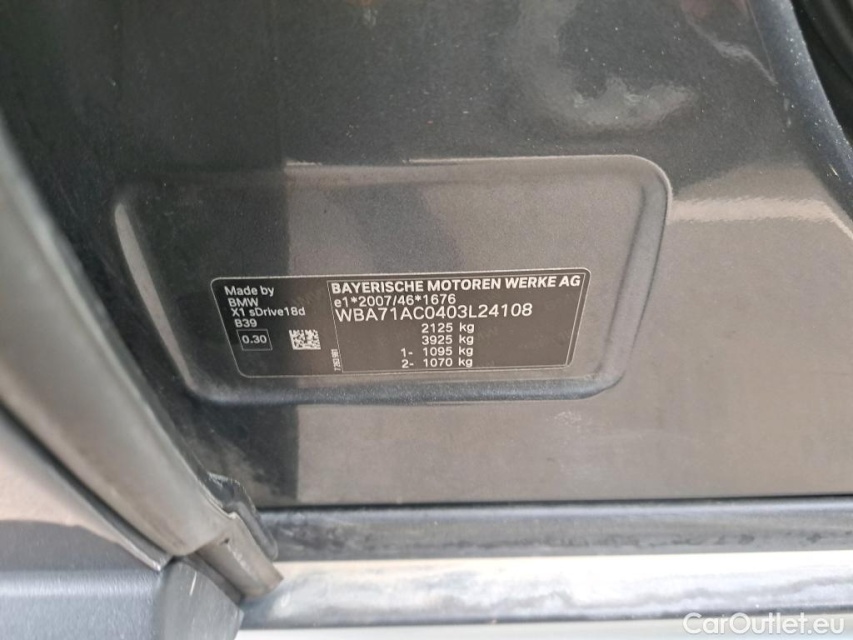 Made by
BMW
X1 sDrive18d
B39
0.30
BAYERISCHE MOTOREN WERKE AG
e1*2007/46*1676
WBA71AC0403L24108
2125 kg
3925 kg
1- 1095 kg
2- 1070 kg
CarOutlet.eu